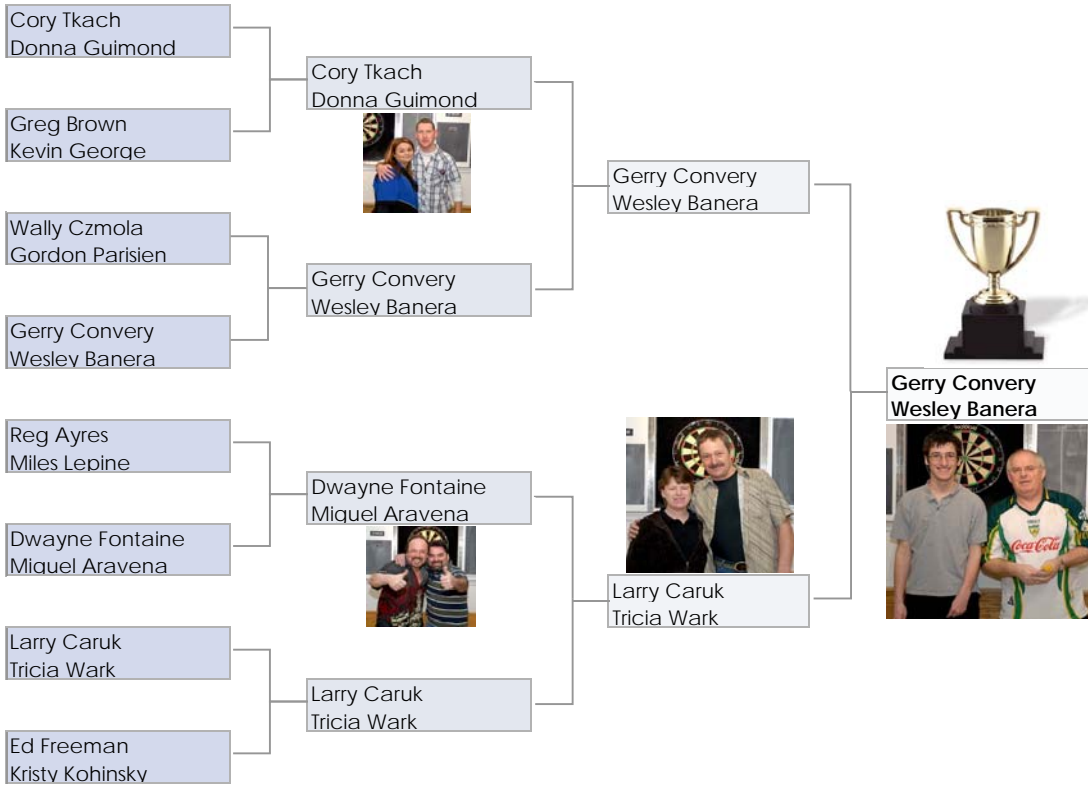 Cory Tkach
Donna Guimond
Greg Brown
Kevin George
Wally Czmola
Gordon Parisien
Gerry Convery
Wesley Banera
Reg Ayres
Miles Lepine
Dwayne Fontaine
Miguel Aravena
Larry Caruk
Tricia Wark
Ed Freeman
Kristy Kohinsky
Cory Tkach
Donna Guimond
Gerry Convery
Wesley Banera
Dwayne Fontaine
Miguel Aravena
Larry Caruk
Tricia Wark
Gerry Convery
Wesley Banera
Larry Caruk
Tricia Wark
Gerry Convery
Wesley Banera
Coca-Cola